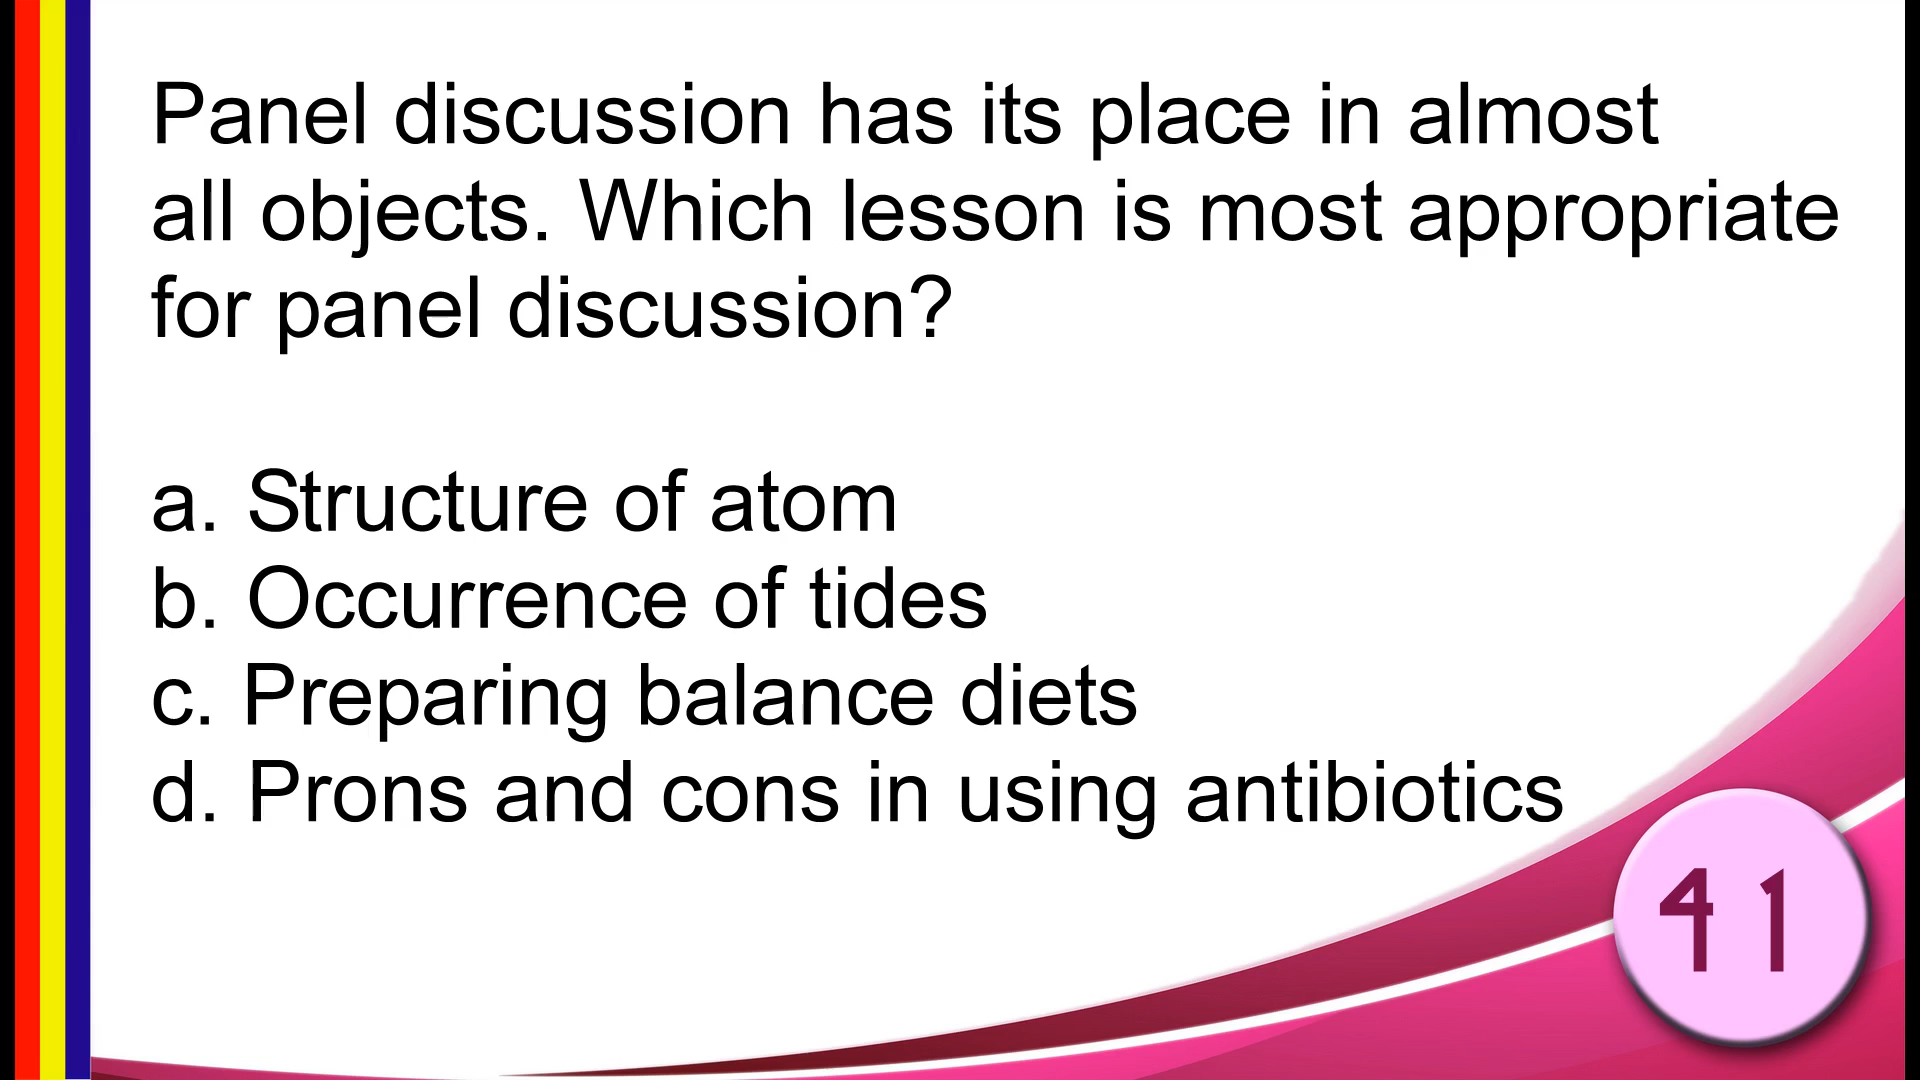 Panel discussion has its place in almost
all objects. Which lesson is most appropriate
for panel discussion?
a. Structure of atom
b. Occurrence of tides
c. Preparing balance diets
d. Prons and cons in using antibiotics
41